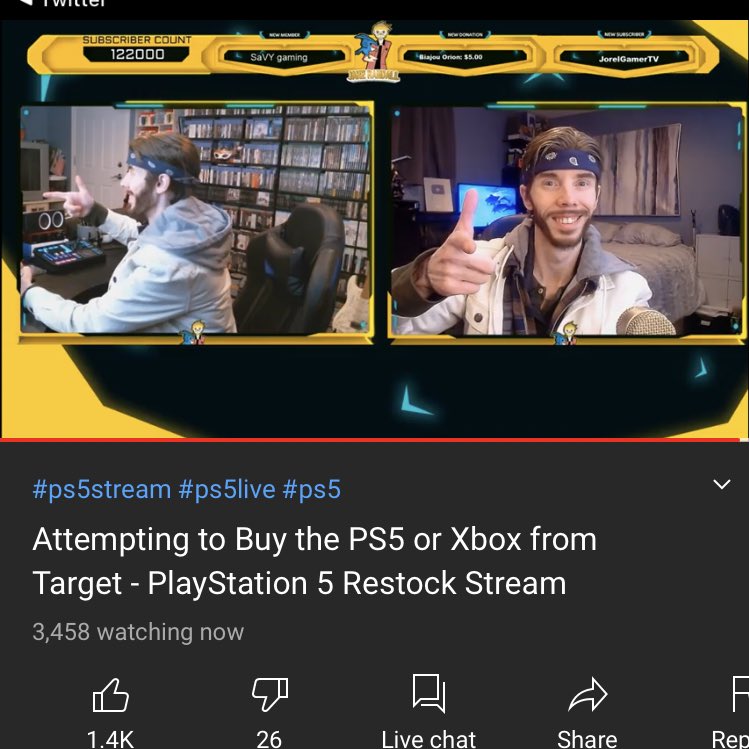 Twitter
SUBSCRIBER COUNT
122000
NEW MEMBER
SaVY gaming
JAKE RANDALL
NEW DONATION
Biajou Orion: $5.00
NEW SUBSCRIBER
JorelGamerTV
#ps5stream #ps5live #ps5
Attempting to Buy the PS5 or Xbox from
Target - PlayStation 5 Restock Stream
3,458 watching now
1.4K
26
Live chat
Share
Rep